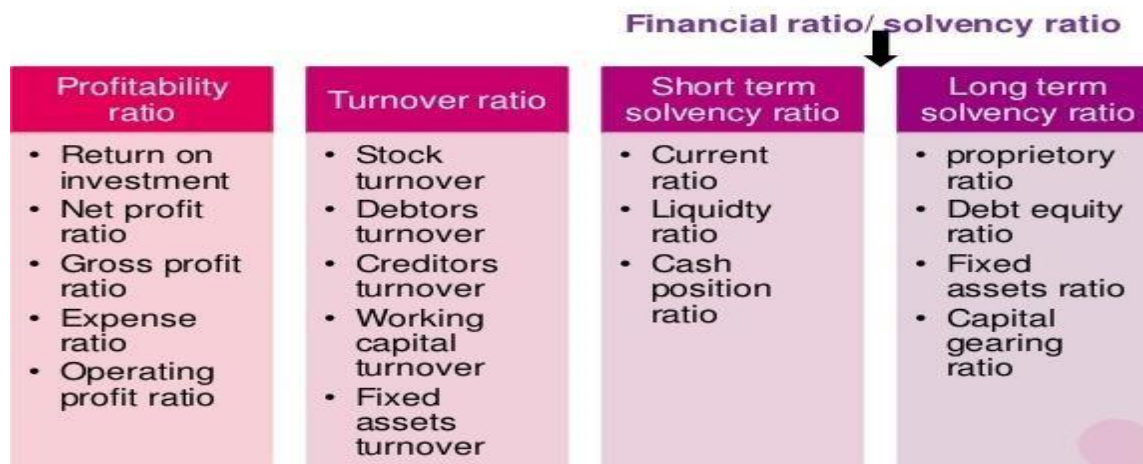 Financial ratio/ solvency ratio
Profitability
ratio
• Return on
investment
• Net profit
ratio
• Gross profit
ratio
• Expense
ratio
• Operating
profit ratio
Turnover ratio
• Stock
turnover
• Debtors
turnover
• Creditors
turnover
• Working
capital
turnover
• Fixed
assets
turnover
Short term
solvency ratio
• Current
ratio
• Liquidty
ratio
• Cash
position
ratio
Long term
solvency ratio
• proprietory
ratio
• Debt equity
ratio
• Fixed
assets ratio
• Capital
gearing
ratio